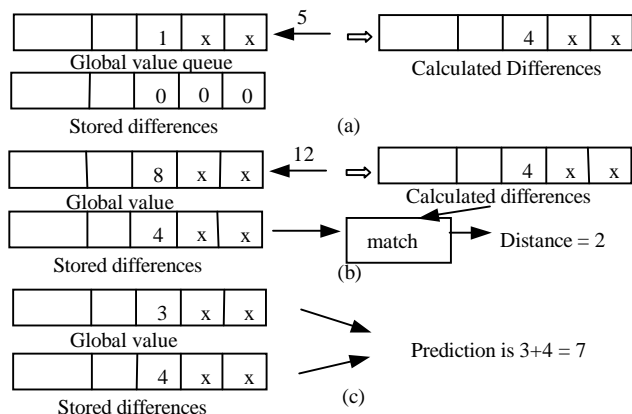 1 x x 5 4 x x
Global value queue Calculated Differences
0 0 0
Stored differences
(a)
8 x x 12 4 x x
Global value Calculated differences
4 x x match Distance = 2
Stored differences
(b)
3 x x
Global value
Prediction is 3+4 = 7
4 x x
Stored differences
(c)